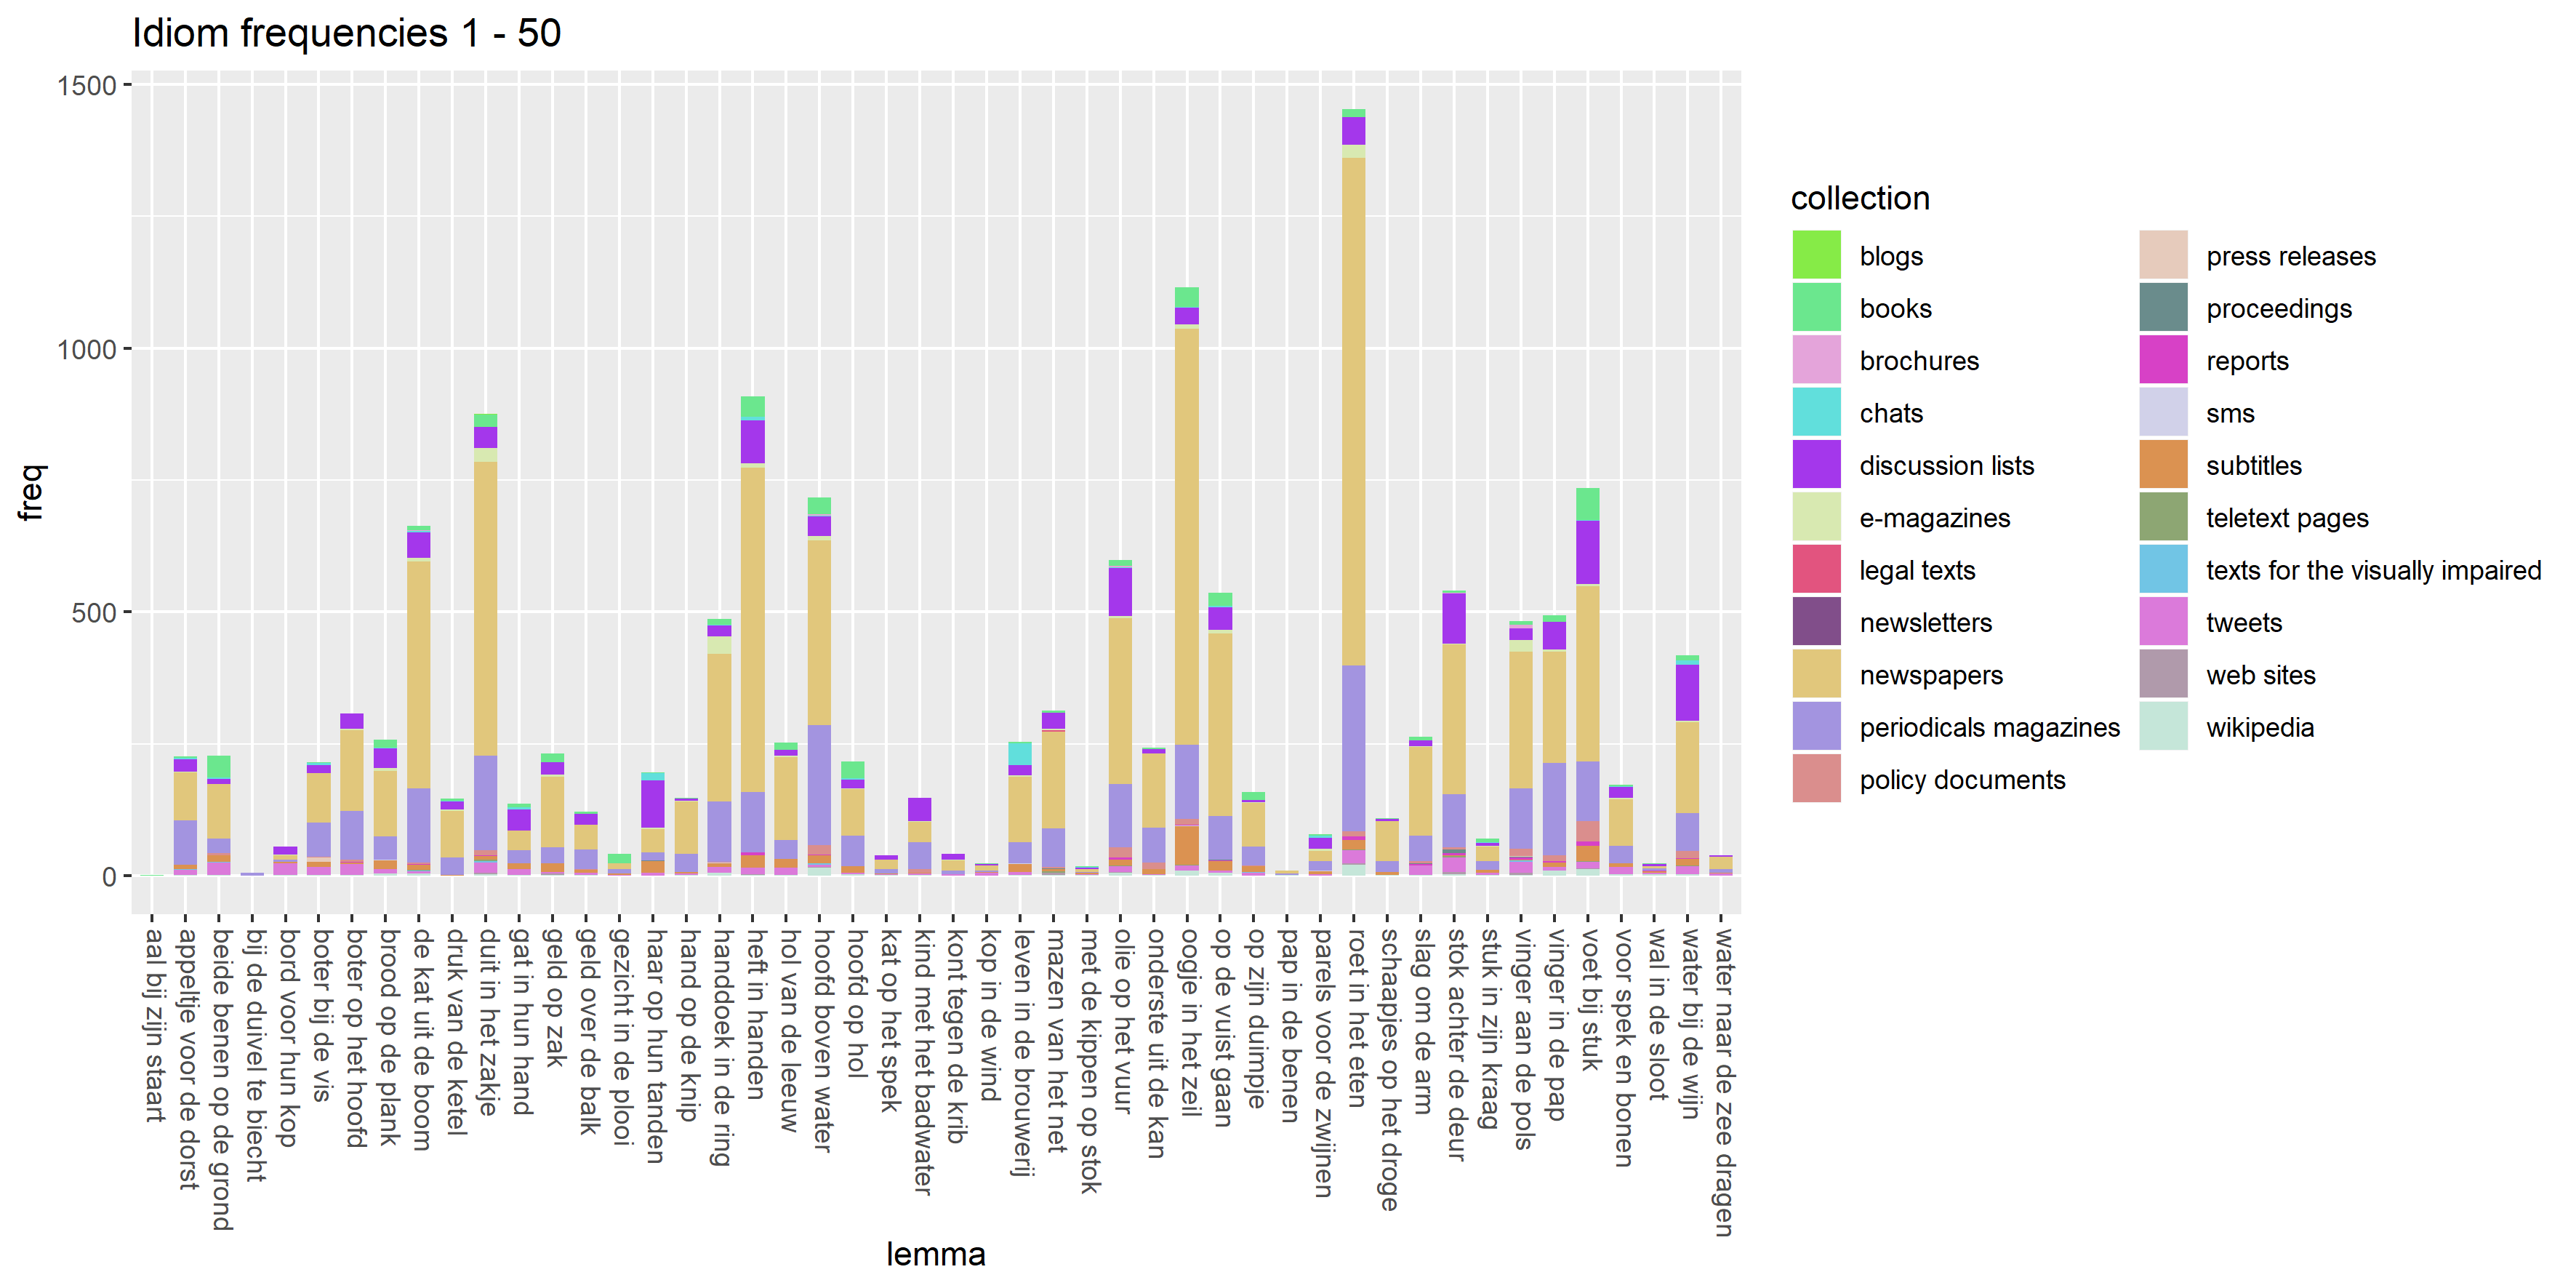 Idiom frequencies 1 - 50
1500
1000
500
0
freq
aal bij zijn staart
appeltje voor de dorst
beide benen op de grond
bij de duivel te biecht
bord voor hun kop
boter bij de vis
boter op het hoofd
brood op de plank
de kat uit de boom
druk van de ketel
duit in het zakje
gat in hun hand
geld op zak
geld over de balk
gezicht in de plooi
haar op hun tanden
hand op de knip
handdoek in de ring
heft in handen
hol van de leeuw
hoofd boven water
hoofd op hol
kat op het spek
kind met het badwater
kont tegen de krib
kop in de wind
leven in de brouwerij
mazen van het net
met de kippen op stok
olie op het vuur
onderste uit de kan
oogje in het zeil
op de vuist gaan
op zijn duimpje
pap in de benen
parels voor de zwijnen
roet in het eten
schaapjes op het droge
slag om de arm
stok achter de deur
stuk in zijn kraag
vinger aan de pols
vinger in de pap
voet bij stuk
voor spek en bonen
wal in de sloot
water bij de wijn
water naar de zee dragen
lemma
collection
blogs
books
brochures
chats
discussion lists
e-magazines
legal texts
newsletters
newspapers
periodicals magazines
policy documents
press releases
proceedings
reports
sms
subtitles
teletext pages
texts for the visually impaired
tweets
web sites
wikipedia